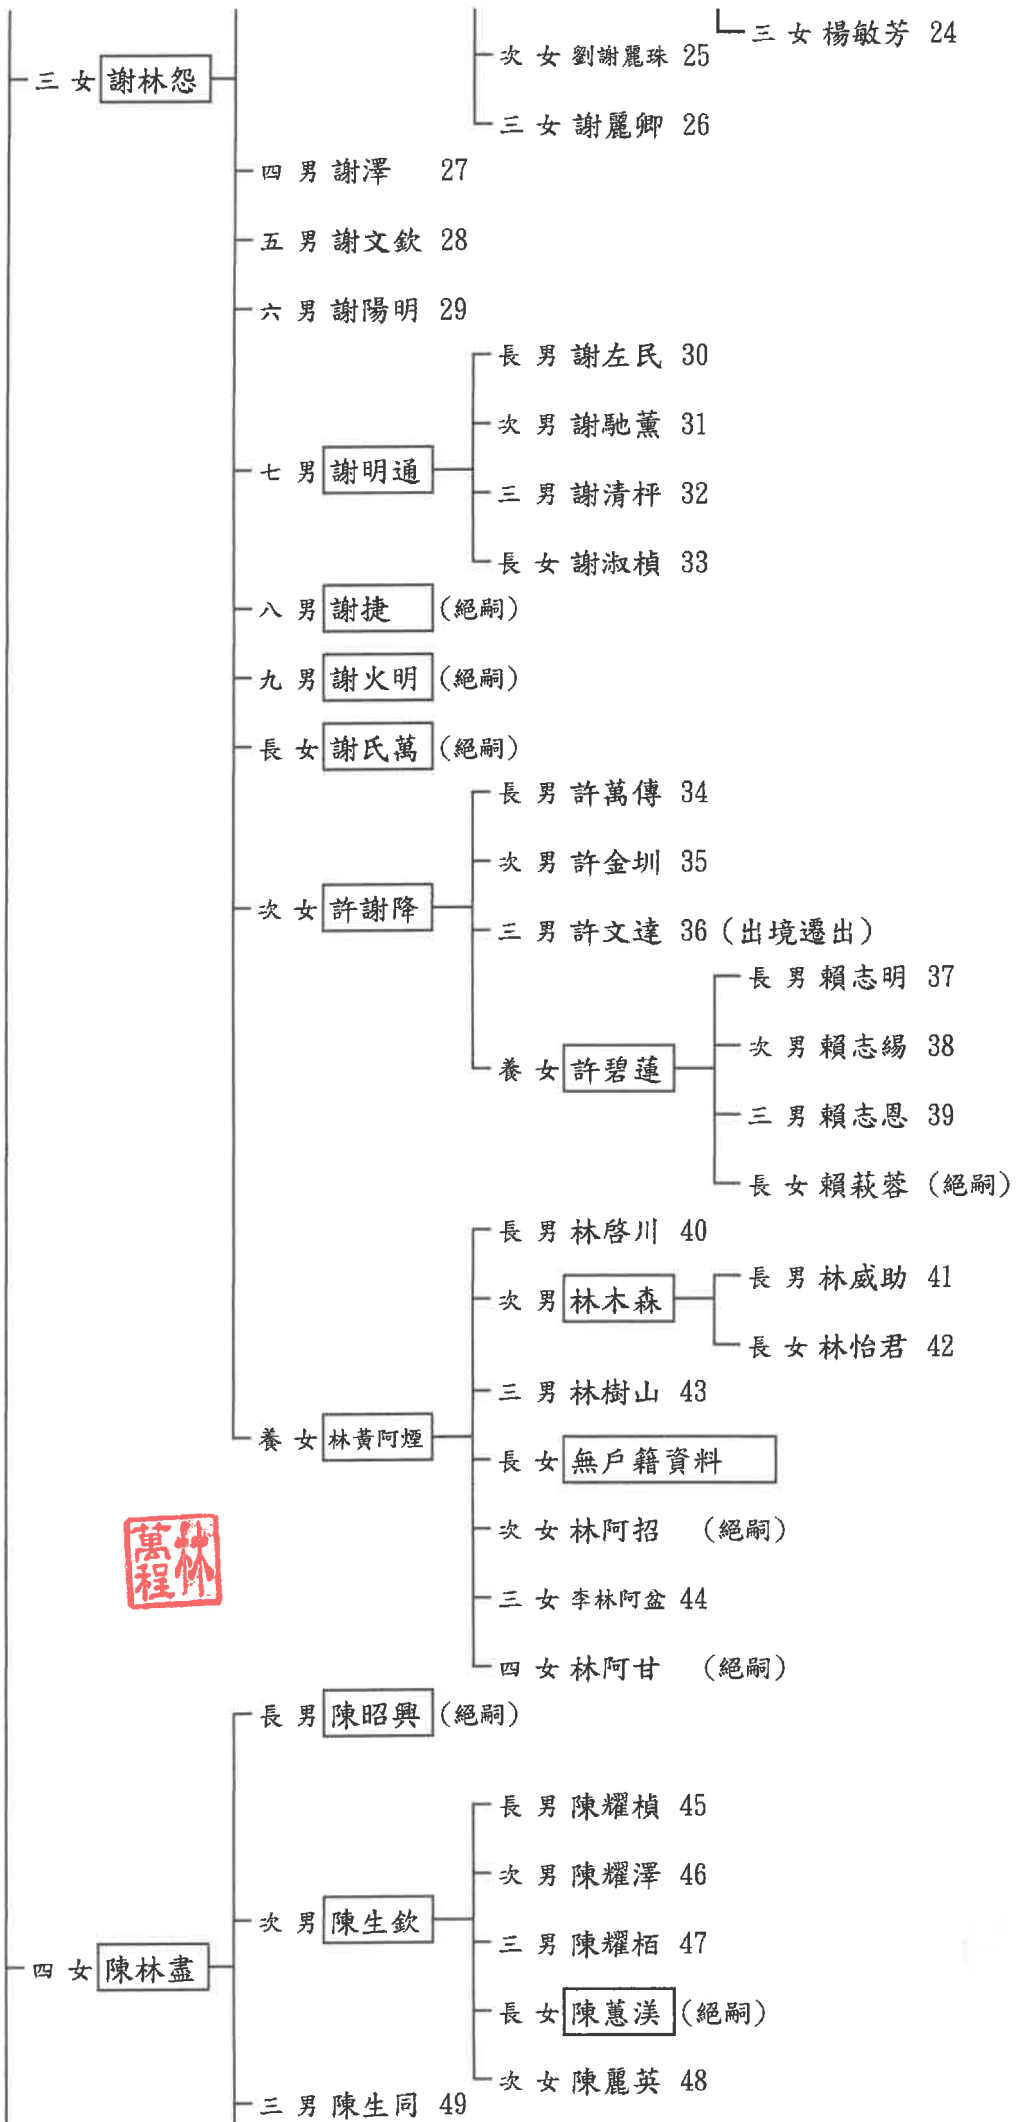 三女 楊敏芳 24
次女 劉謝麗珠 25
三女 謝林怨
三女 謝麗卿 26
四男 謝澤 27
五男 謝文欽 28
六男 謝陽明 29
長男 謝左民 30
次男 謝馳薰 31
七男 謝明通
三男 謝清枰 32
長女 謝淑楨 33
八男 謝捷 (絕嗣)
九男 謝火明 (絕嗣)
長女 謝氏萬 (絕嗣)
長男 許萬傳 34
次男 許金圳 35
次女 許謝降
三男 許文達 36 (出境遷出)
長男 賴志明 37
次男 賴志緆 38
養女 許碧蓮
三男 賴志恩 39
長女 賴萩蓉 (絕嗣)
長男 林啓川 40
長男 林威助 41
次男 林木森
長女 林怡君 42
三男 林樹山 43
養女 林黃阿煙
長女 無戶籍資料
次女 林阿招 (絕嗣)
林萬程
三女 李林阿盆 44
四女 林阿甘 (絕嗣)
長男 陳昭興 (絕嗣)
長男 陳耀楨 45
次男 陳耀澤 46
次男 陳生欽
三男 陳耀栢 47
四女 陳林盡
長女 陳蕙渼 (絕嗣)
次女 陳麗英 48
三男 陳生同 49